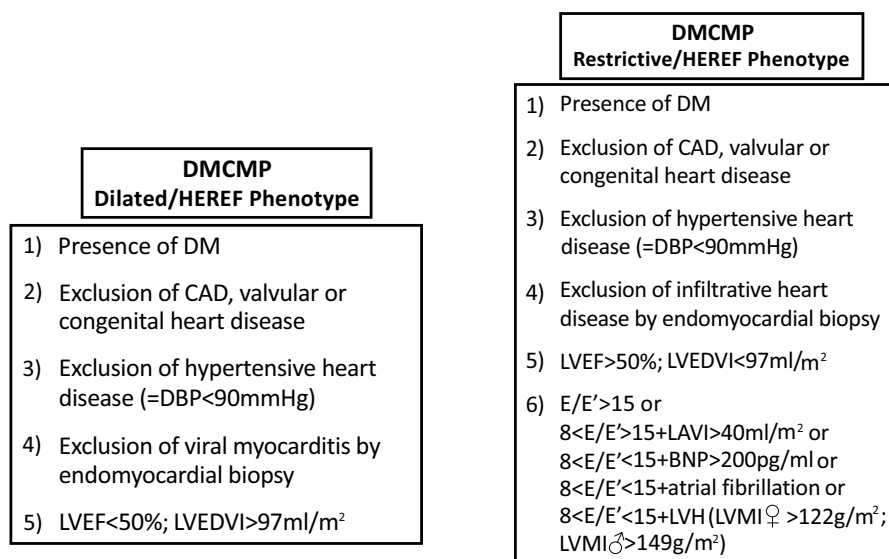 DMCMP
Dilated/HEREF Phenotype
1) Presence of DM
2) Exclusion of CAD, valvular or
congenital heart disease
3) Exclusion of hypertensive heart
disease (=DBP<90mmHg)
4) Exclusion of viral myocarditis by
endomyocardial biopsy
5) LVEF<50%; LVEDVI>97ml/m²
DMCMP
Restrictive/HEREF Phenotype
1) Presence of DM
2) Exclusion of CAD, valvular or
congenital heart disease
3) Exclusion of hypertensive heart
disease (=DBP<90mmHg)
4) Exclusion of infiltrative heart
disease by endomyocardial biopsy
5) LVEF>50%; LVEDVI<97ml/m²
6) E/E’>15 or
8<E/E’>15+LAVI>40ml/m² or
8<E/E’<15+BNP>200pg/ml or
8<E/E’<15+atrial fibrillation or
8<E/E’<15+LVH (LVMI♀ >122g/m²;
LVMI♂>149g/m²)